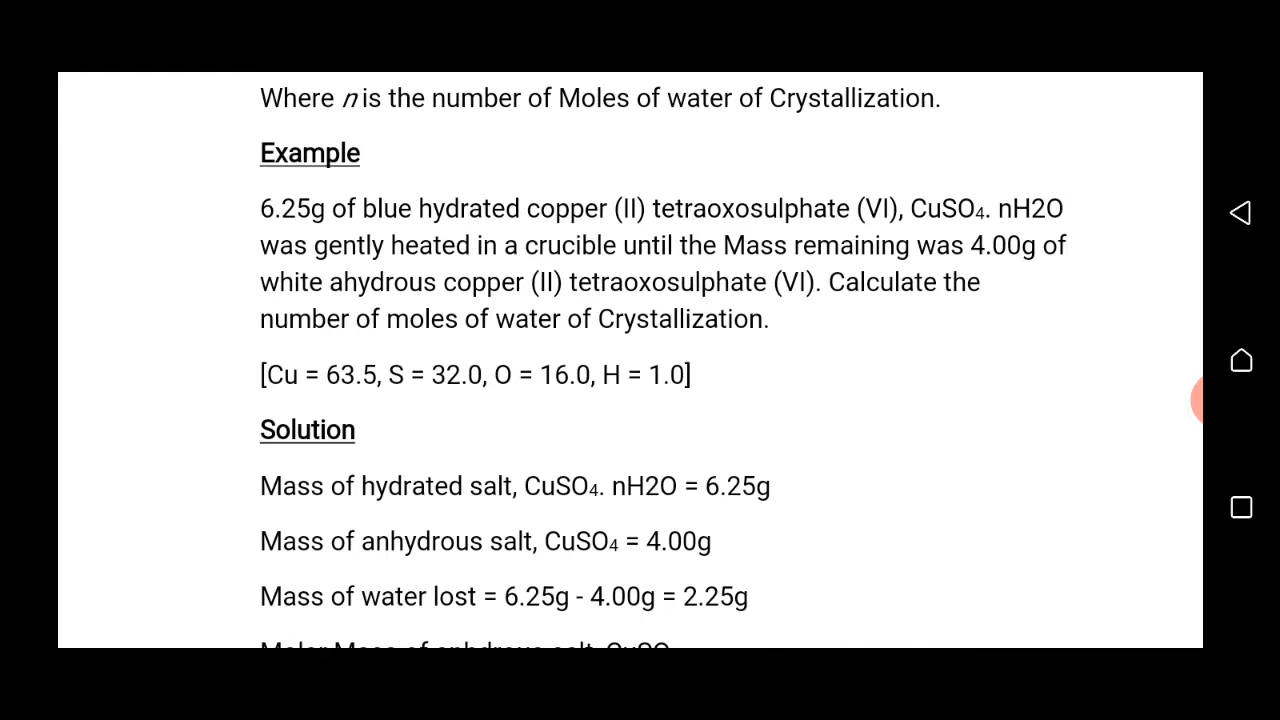 Where n is the number of Moles of water of Crystallization.
Example
6.25g of blue hydrated copper (II) tetraoxosulphate (VI), CuSO₄. nH2O
was gently heated in a crucible until the Mass remaining was 4.00g of
white ahydrous copper (II) tetraoxosulphate (VI). Calculate the
number of moles of water of Crystallization.
[Cu = 63.5, S = 32.0, O = 16.0, H = 1.0]
Solution
Mass of hydrated salt, CuSO₄. nH2O = 6.25g
Mass of anhydrous salt, CuSO₄ = 4.00g
Mass of water lost = 6.25g - 4.00g = 2.25g